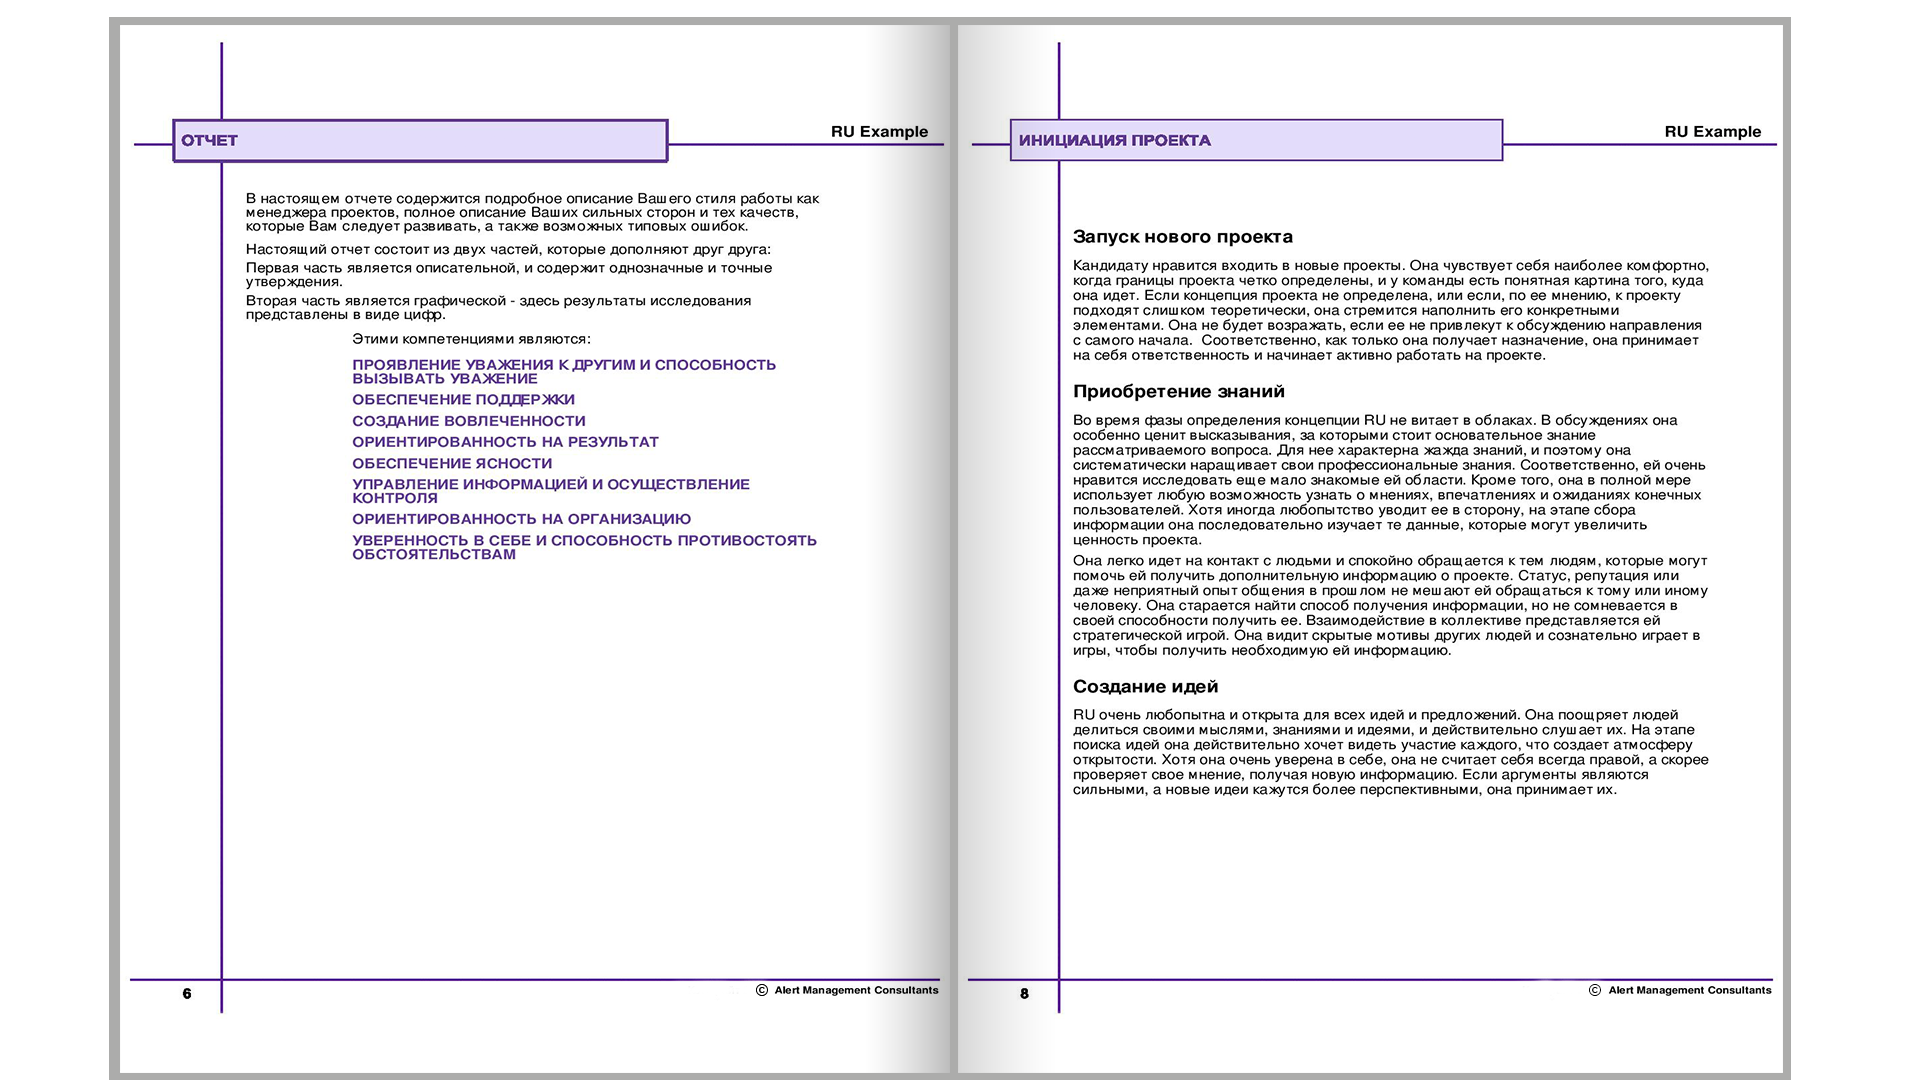 ОТЧЕТ
RU Example
В настоящем отчете содержится подробное описание Вашего стиля работы как
менеджера проектов, полное описание Ваших сильных сторон и тех качеств,
которые Вам следует развивать, а также возможных типовых ошибок.
Настоящий отчет состоит из двух частей, которые дополняют друг друга:
Первая часть является описательной, и содержит однозначные и точные
утверждения.
Вторая часть является графической - здесь результаты исследования
представлены в виде цифр.
Этими компетенциями являются:
ПРОЯВЛЕНИЕ УВАЖЕНИЯ К ДРУГИМ И СПОСОБНОСТЬ
ВЫЗЫВАТЬ УВАЖЕНИЕ
ОБЕСПЕЧЕНИЕ ПОДДЕРЖКИ
СОЗДАНИЕ ВОВЛЕЧЕННОСТИ
ОРИЕНТИРОВАННОСТЬ НА РЕЗУЛЬТАТ
ОБЕСПЕЧЕНИЕ ЯСНОСТИ
УПРАВЛЕНИЕ ИНФОРМАЦИЕЙ И ОСУЩЕСТВЛЕНИЕ
КОНТРОЛЯ
ОРИЕНТИРОВАННОСТЬ НА ОРГАНИЗАЦИЮ
УВЕРЕННОСТЬ В СЕБЕ И СПОСОБНОСТЬ ПРОТИВОСТОЯТЬ
ОБСТОЯТЕЛЬСТВАМ
6
© Alert Management Consultants
ИНИЦИАЦИЯ ПРОЕКТА
RU Example
Запуск нового проекта
Кандидату нравится входить в новые проекты. Она чувствует себя наиболее комфортно,
когда границы проекта четко определены, и у команды есть понятная картина того, куда
она идет. Если концепция проекта не определена, или если, по ее мнению, к проекту
подходят слишком теоретически, она стремится наполнить его конкретными
элементами. Она не будет возражать, если ее не привлекут к обсуждению направления
с самого начала. Соответственно, как только она получает назначение, она принимает
на себя ответственность и начинает активно работать на проекте.
Приобретение знаний
Во время фазы определения концепции RU не витает в облаках. В обсуждениях она
особенно ценит высказывания, за которыми стоит основательное знание
рассматриваемого вопроса. Для нее характерна жажда знаний, и поэтому она
систематически наращивает свои профессиональные знания. Соответственно, ей очень
нравится исследовать еще мало знакомые ей области. Кроме того, она в полной мере
использует любую возможность узнать о мнениях, впечатлениях и ожиданиях конечных
пользователей. Хотя иногда любопытство уводит ее в сторону, на этапе сбора
информации она последовательно изучает те данные, которые могут увеличить
ценность проекта.
Она легко идет на контакт с людьми и спокойно обращается к тем людям, которые могут
помочь ей получить дополнительную информацию о проекте. Статус, репутация или
даже неприятный опыт общения в прошлом не мешают ей обращаться к тому или иному
человеку. Она старается найти способ получения информации, но не сомневается в
своей способности получить ее. Взаимодействие в коллективе представляется ей
стратегической игрой. Она видит скрытые мотивы других людей и сознательно играет в
игры, чтобы получить необходимую ей информацию.
Создание идей
RU очень любопытна и открыта для всех идей и предложений. Она поощряет людей
делиться своими мыслями, знаниями и идеями, и действительно слушает их. На этапе
поиска идей она действительно хочет видеть участие каждого, что создает атмосферу
открытости. Хотя она очень уверена в себе, она не считает себя всегда правой, а скорее
проверяет свое мнение, получая новую информацию. Если аргументы являются
сильными, а новые идеи кажутся более перспективными, она принимает их.
8
© Alert Management Consultants